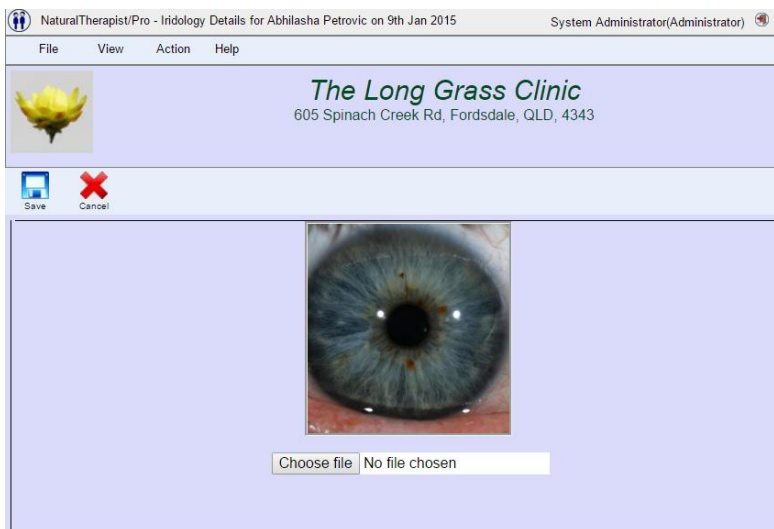 NaturalTherapist/Pro - Iridology Details for Abhilasha Petrovic on 9th Jan 2015 System Administrator(Administrator)
File View Action Help
The Long Grass Clinic
605 Spinach Creek Rd, Fordsdale, QLD, 4343
Save Cancel
Choose file No file chosen